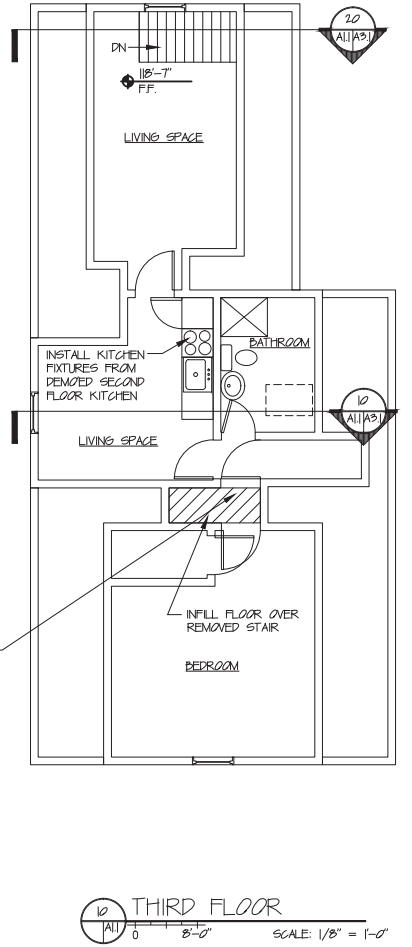 20
A1.1 A3.1
DN
118'-7"
F.F.
LIVING SPACE
BATHROOM
INSTALL KITCHEN
FIXTURES FROM
DEMOED SECOND
FLOOR KITCHEN
10
A1.1 A3.1
LIVING SPACE
INFILL FLOOR OVER
REMOVED STAIR
BEDROOM
10
A1.1
THIRD FLOOR
0 8'-0" SCALE: 1/8" = 1'-0"